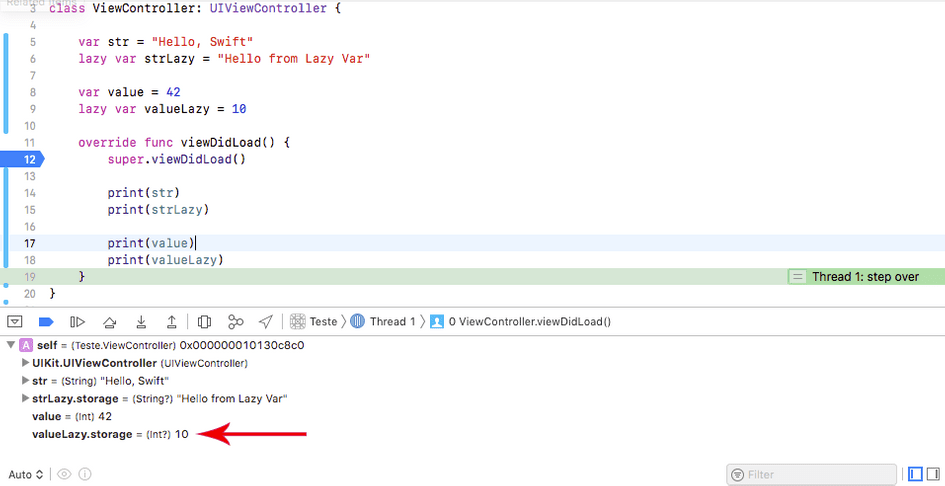 Related Items
3 class ViewController: UIViewController {
4
5 var str = "Hello, Swift"
6 lazy var strLazy = "Hello from Lazy Var"
7
8 var value = 42
9 lazy var valueLazy = 10
10
11 override func viewDidLoad() {
12 super.viewDidLoad()
13
14 print(str)
15 print(strLazy)
16
17 print(value)
18 print(valueLazy)
19 } = Thread 1: step over
20 }
Teste Thread 1 0 ViewController.viewDidLoad()
A self = (Teste.ViewController) 0x000000010130c8c0
UIKit.UIViewController (UIViewController)
str = (String) "Hello, Swift"
strLazy.storage = (String?) "Hello from Lazy Var"
value = (Int) 42
valueLazy.storage = (Int?) 10
Auto Filter